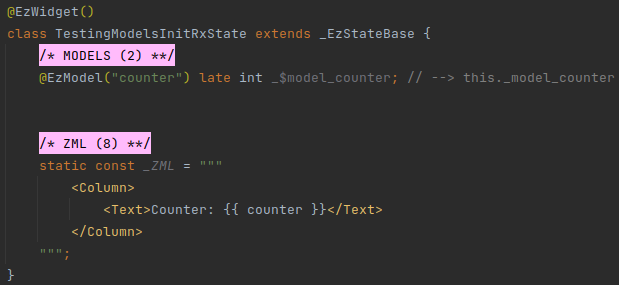 @EzWidget()
class TestingModelsInitRxState extends _EzStateBase {
/* MODELS (2) **/
@EzModel("counter") late int _$model_counter; // --> this._model_counter
/* ZML (8) **/
static const _ZML = """
<Column>
<Text>Counter: {{ counter }}</Text>
</Column>
""";
}